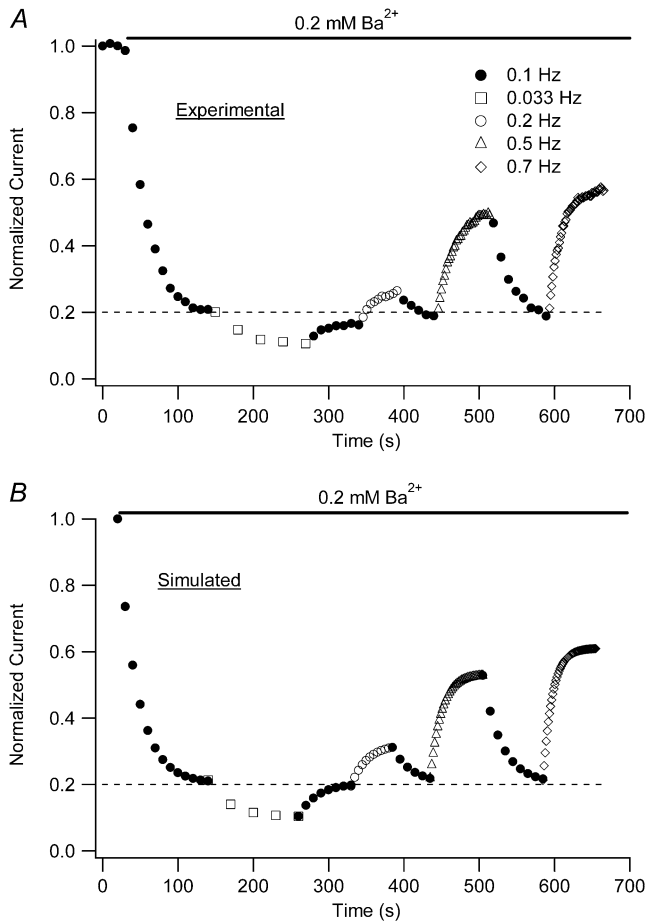 A
0.2 mM Ba2+
1.0
0.8
0.6
0.4
0.2
0.0
Normalized Current
Experimental
0.1 Hz
0.033 Hz
0.2 Hz
0.5 Hz
0.7 Hz
0 100 200 300 400 500 600 700
Time (s)
B
0.2 mM Ba2+
1.0
0.8
0.6
0.4
0.2
0.0
Normalized Current
Simulated
0 100 200 300 400 500 600 700
Time (s)